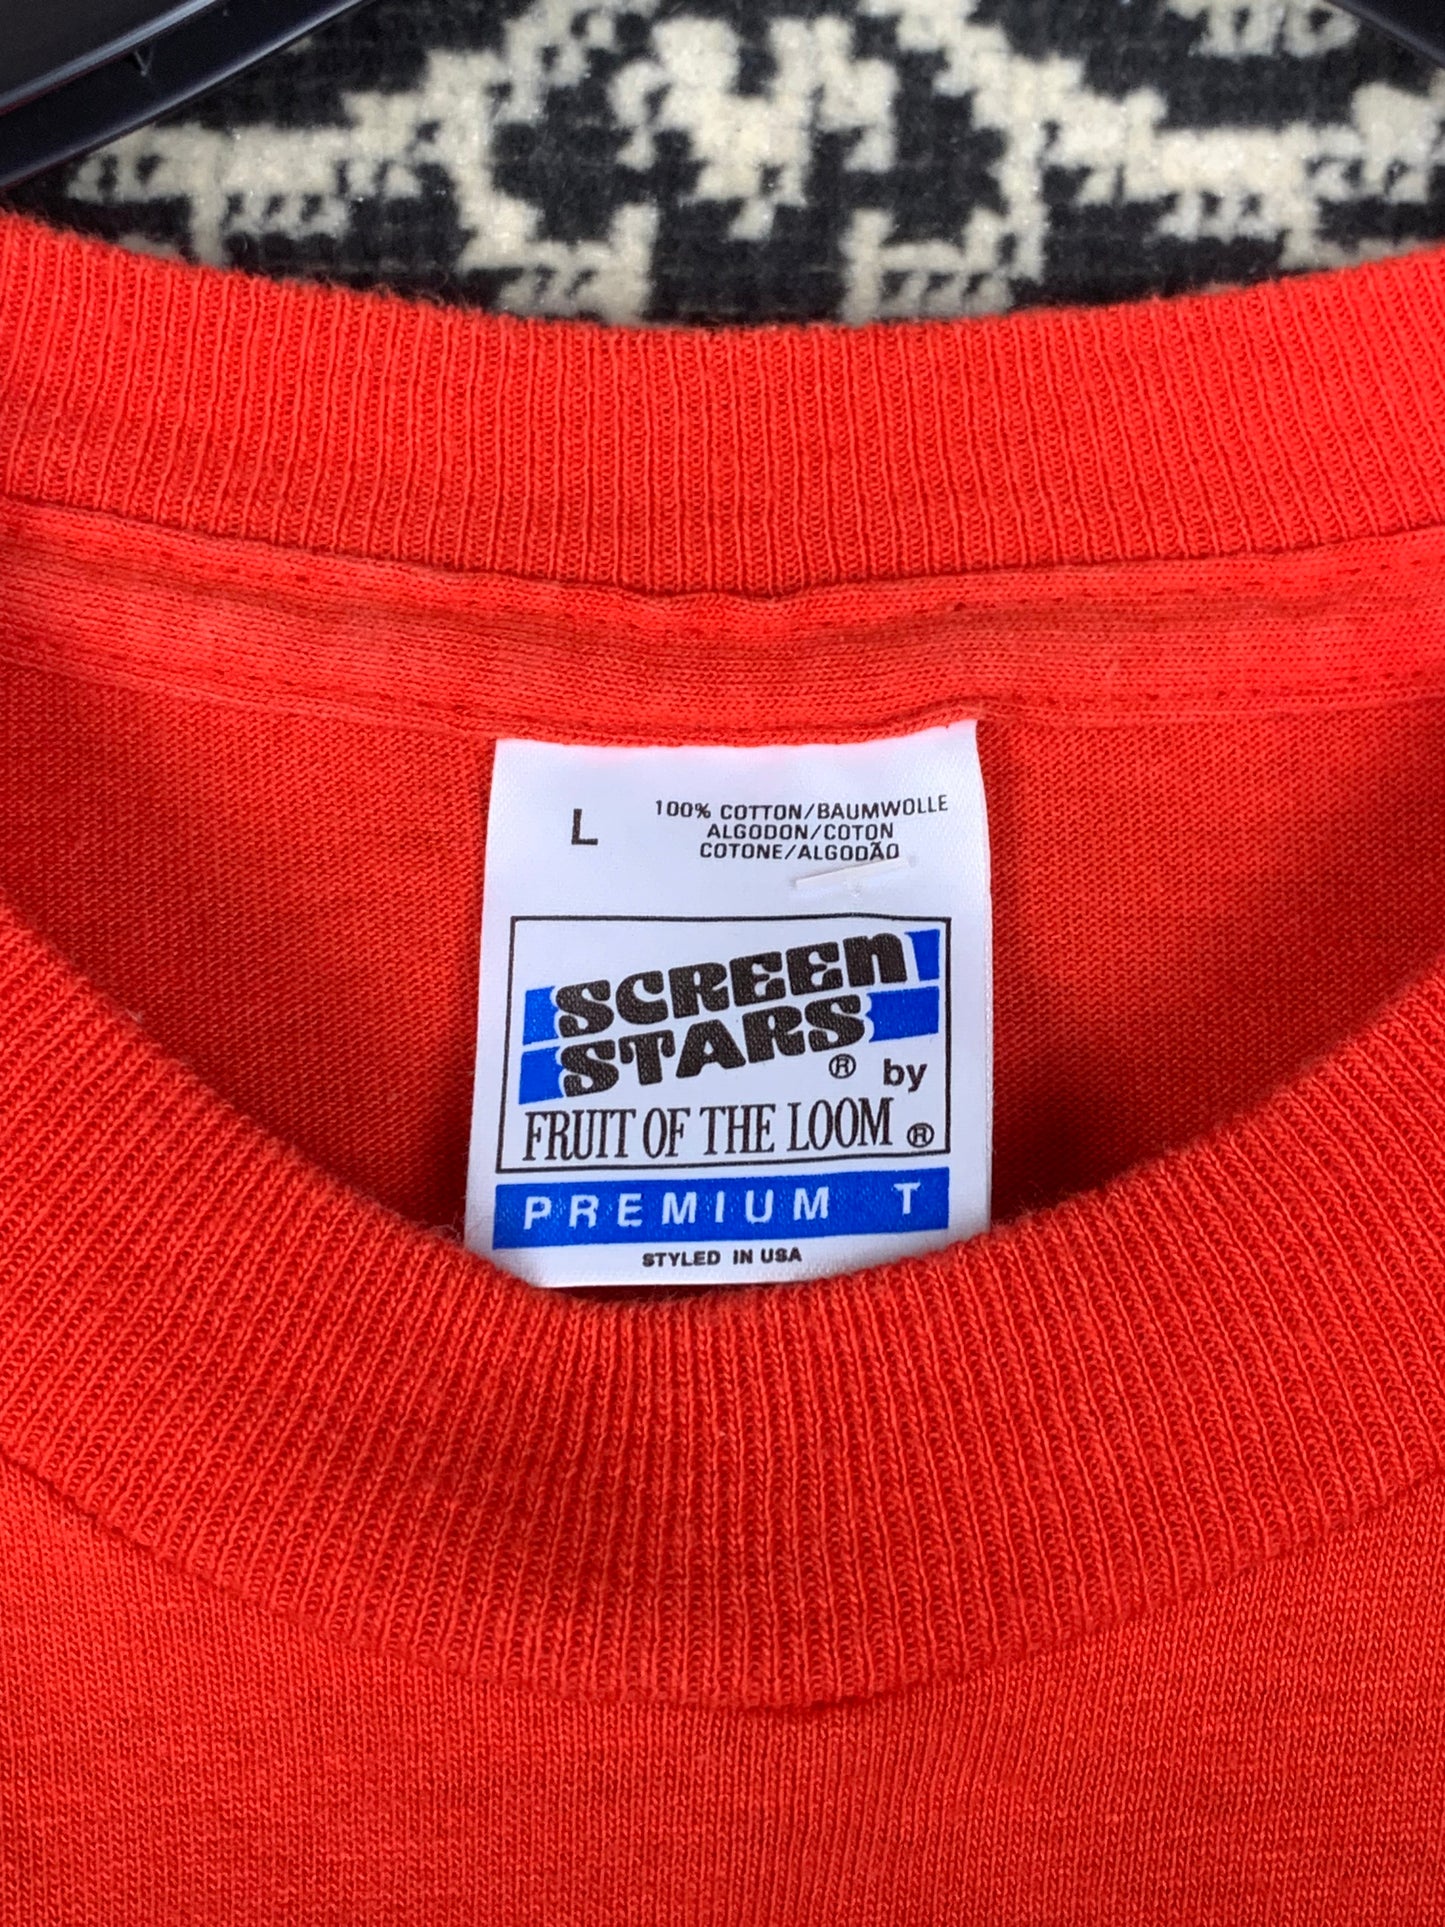 L
100% COTTON/BAUMWOLLE
ALGODON/COTON
COTONE/ALGODÃO
SCREEN
STARS
® by
FRUIT OF THE LOOM ®
PREMIUM T
STYLED IN USA